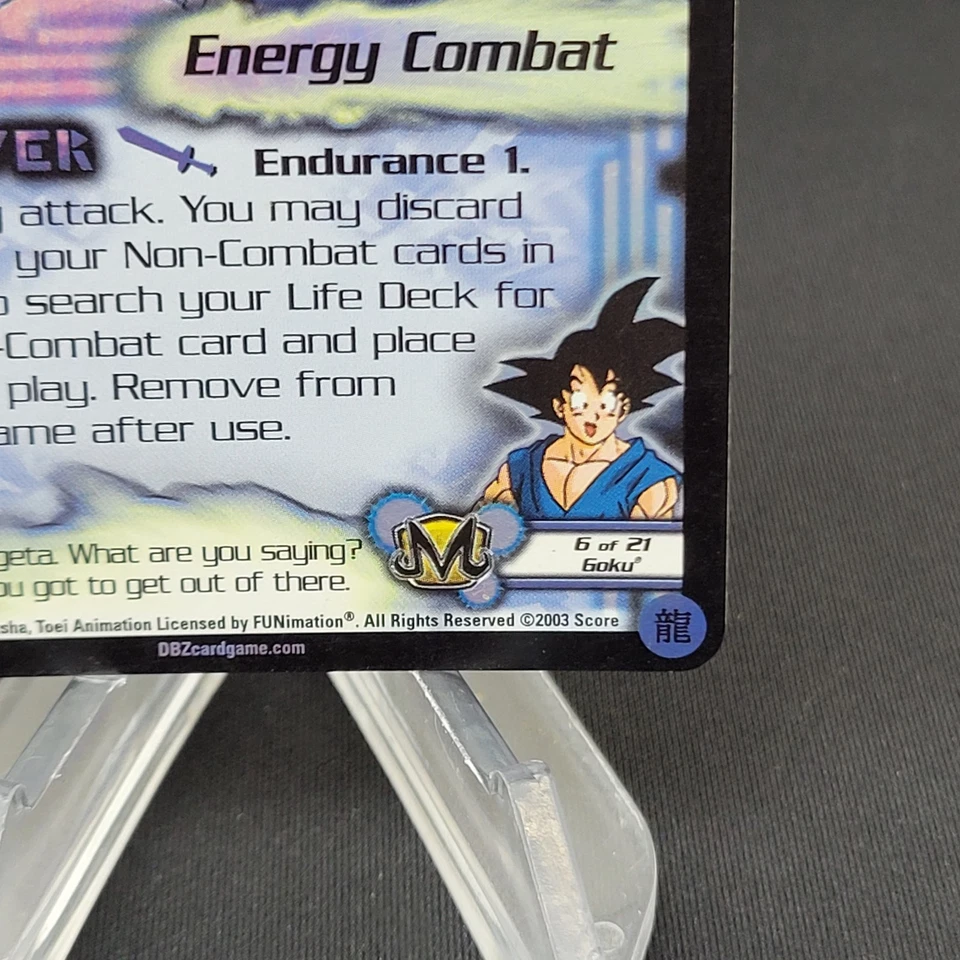 Energy Combat
YER Endurance 1.
attack. You may discard
your Non-Combat cards in
search your Life Deck for
-Combat card and place
play. Remove from
ame after use.
geta. What are you saying?
ou got to get out of there.
M
6 of 21
Goku®
sha, Toei Animation Licensed by FUNimation®. All Rights Reserved ©2003 Score
龍
DBZcardgame.com